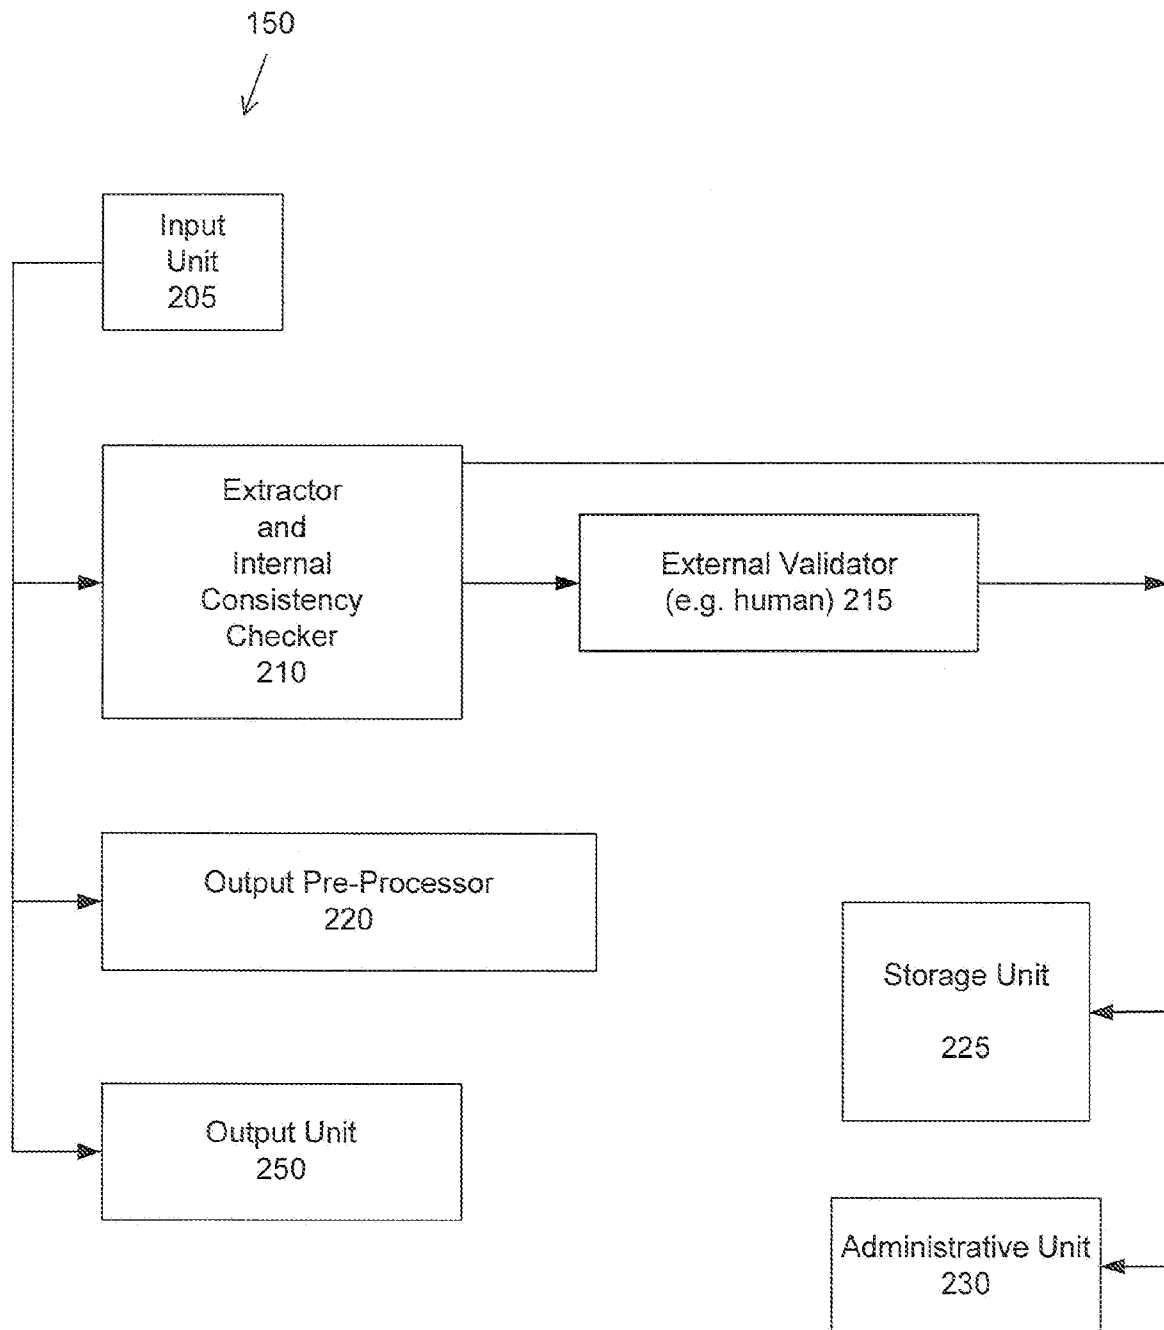 150
Input
Unit
205
Extractor
and
Internal
Consistency
Checker
210
External Validator
(e.g. human) 215
Output Pre-Processor
220
Storage Unit
225
Output Unit
250
Administrative Unit
230